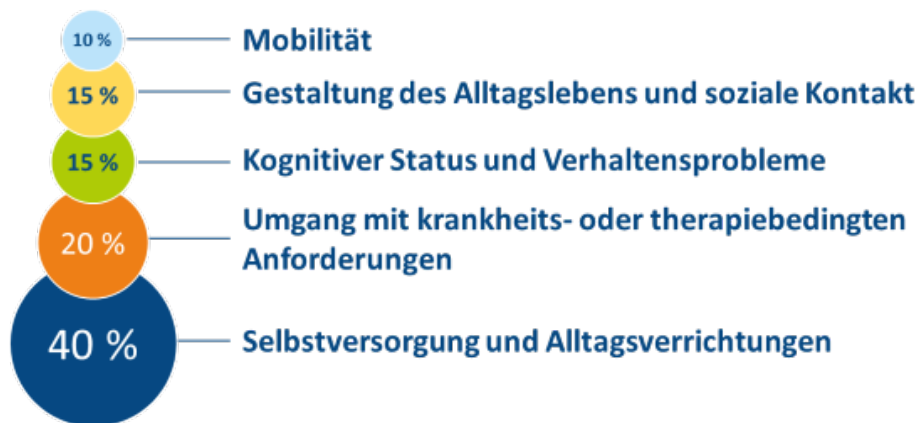 10 % Mobilität
15 % Gestaltung des Alltagslebens und soziale Kontakt
15 % Kognitiver Status und Verhaltensprobleme
20 % Umgang mit krankheits- oder therapiebedingten
Anforderungen
40 % Selbstversorgung und Alltagsverrichtungen